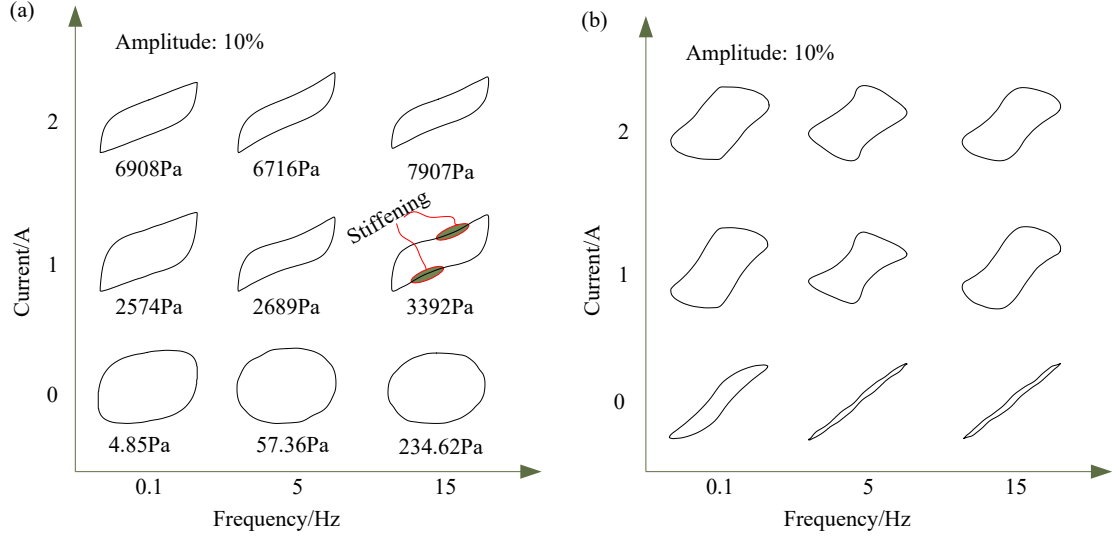 (a)
Amplitude: 10%
2
6908Pa
6716Pa
7907Pa
Stiffening
1
2574Pa
2689Pa
3392Pa
0
4.85Pa
57.36Pa
234.62Pa
Current/A
0.1
5
15
Frequency/Hz
(b)
Amplitude: 10%
2
1
0
Current/A
0.1
5
15
Frequency/Hz